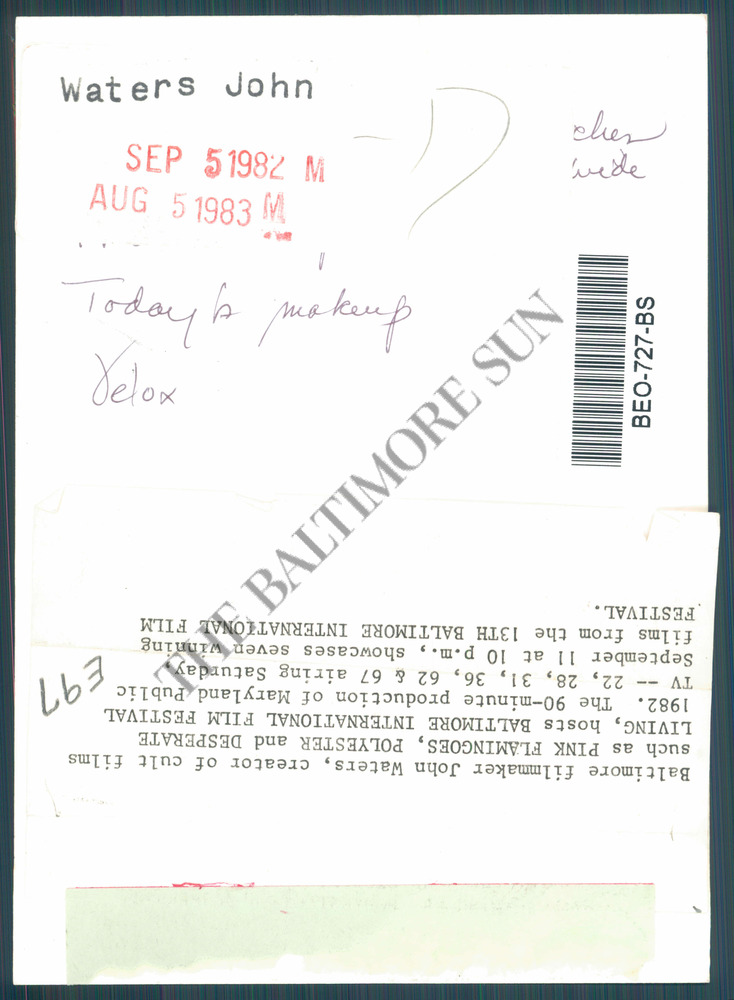 Waters John
SEP 5 1982 M
AUG 5 1983 M
wide
Today's makeup
Velox
BEO-727-BS
THE BALTIMORE SUN
E97
Baltimore filmmaker John Waters, creator of cult films
such as PINK FLAMINGOES, POLYESTER and DESPERATE
LIVING, hosts BALTIMORE INTERNATIONAL FILM FESTIVAL
1982. The 90-minute production of Maryland Public
TV -- 22, 28, 31, 36, 62 & 67 airing Saturday,
September 11 at 10 p.m., showcases seven winning
films from the 13TH BALTIMORE INTERNATIONAL FILM
FESTIVAL.